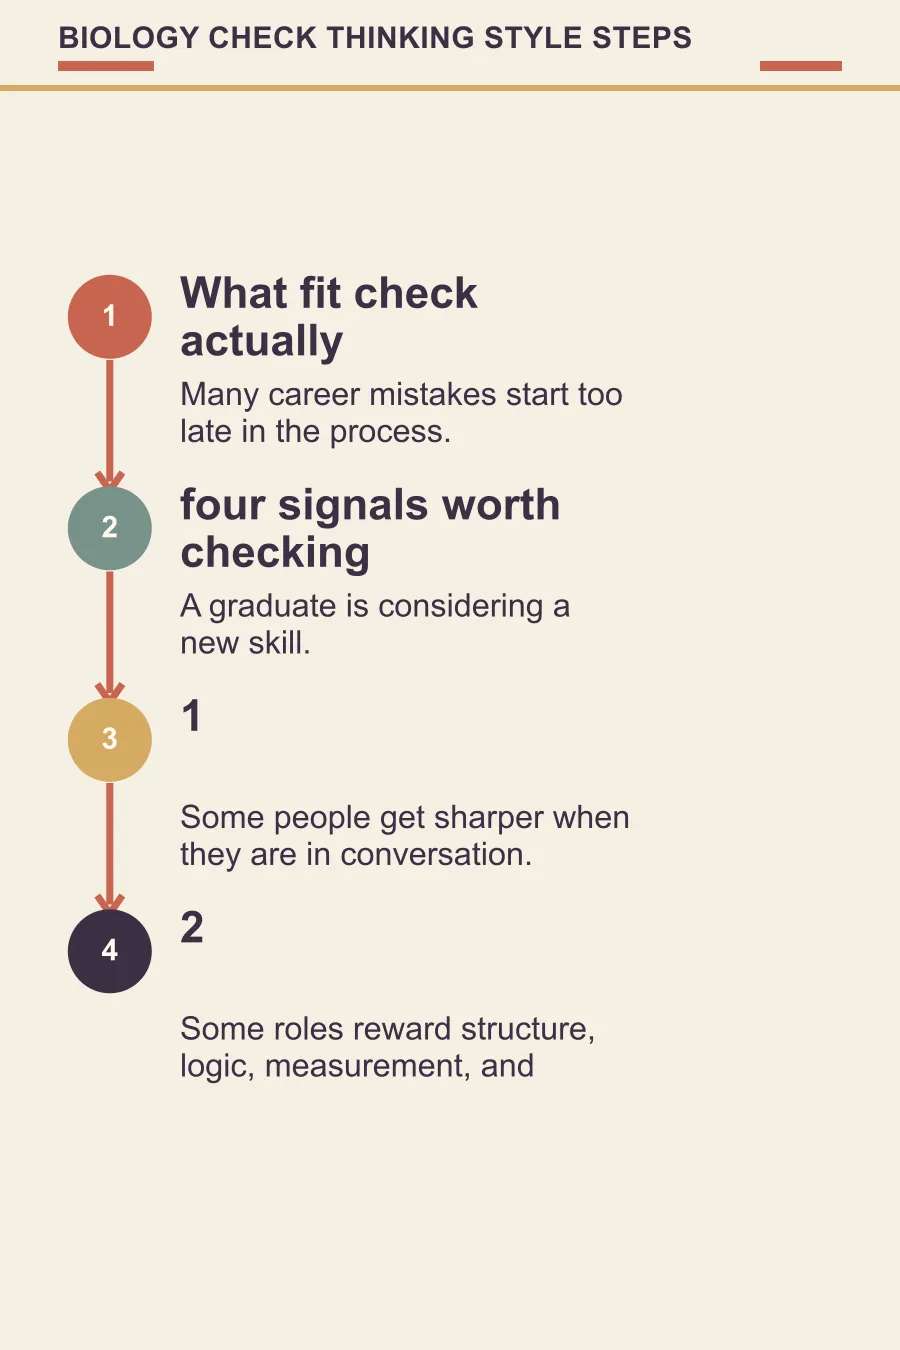 BIOLOGY CHECK THINKING STYLE STEPS
1
What fit check
actually
Many career mistakes start too
late in the process.
2
four signals worth
checking
A graduate is considering a
new skill.
3
1
Some people get sharper when
they are in conversation.
4
2
Some roles reward structure,
logic, measurement, and